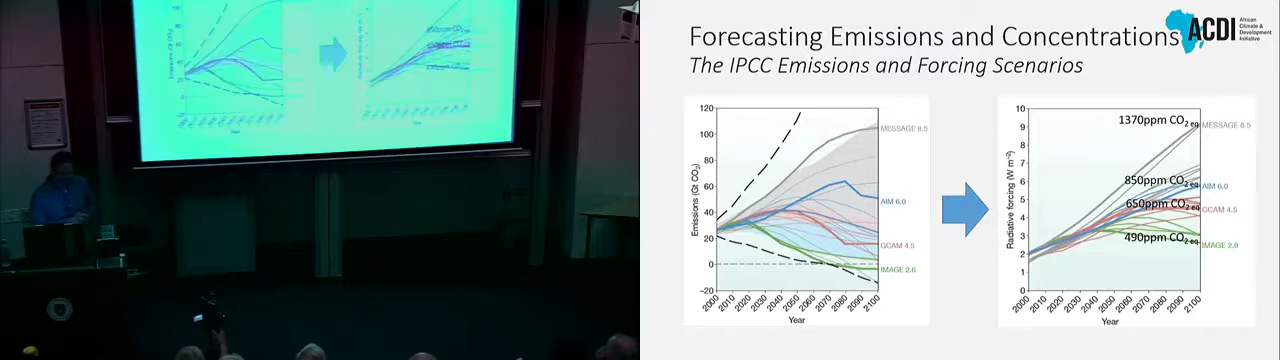 Forecasting Emissions and Concentrations
The IPCC Emissions and Forcing Scenarios
ACDI
African
Climate &
Development
Initiative
120
100
80
60
40
20
0
−20
Emissions (Gt CO2)
2000
2010
2020
2030
2040
2050
2060
2070
2080
2090
2100
Year
MESSAGE 8.5
AIM 6.0
GCAM 4.5
IMAGE 2.6
10
9
8
7
6
5
4
3
2
1
0
Radiative forcing (W m−2)
2000
2010
2020
2030
2040
2050
2060
2070
2080
2090
2100
Year
1370ppm CO2 eq
MESSAGE 8.5
850ppm CO2 eq
AIM 6.0
650ppm CO2 eq
GCAM 4.5
490ppm CO2 eq
IMAGE 2.6